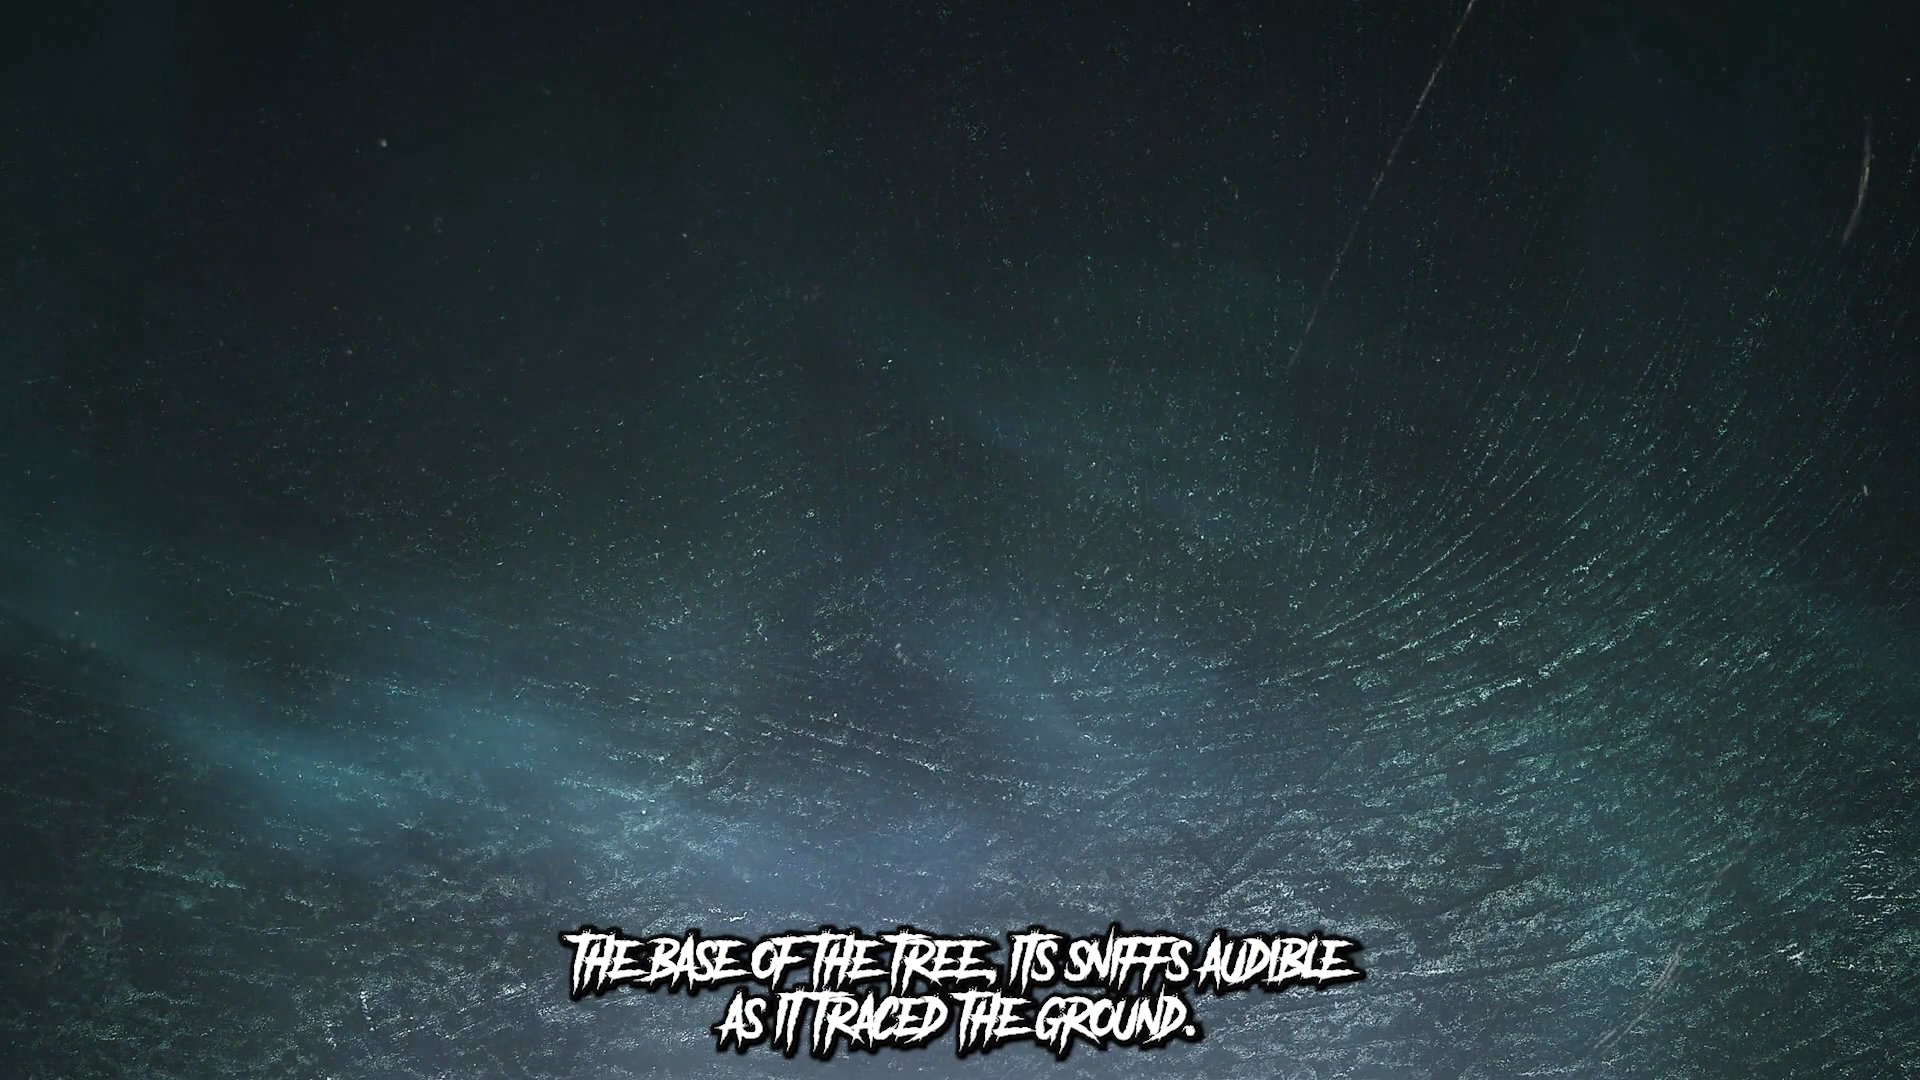 THE BASE OF THE TREE, ITS SNIFFS AUDIBLE
AS IT TRACED THE GROUND.